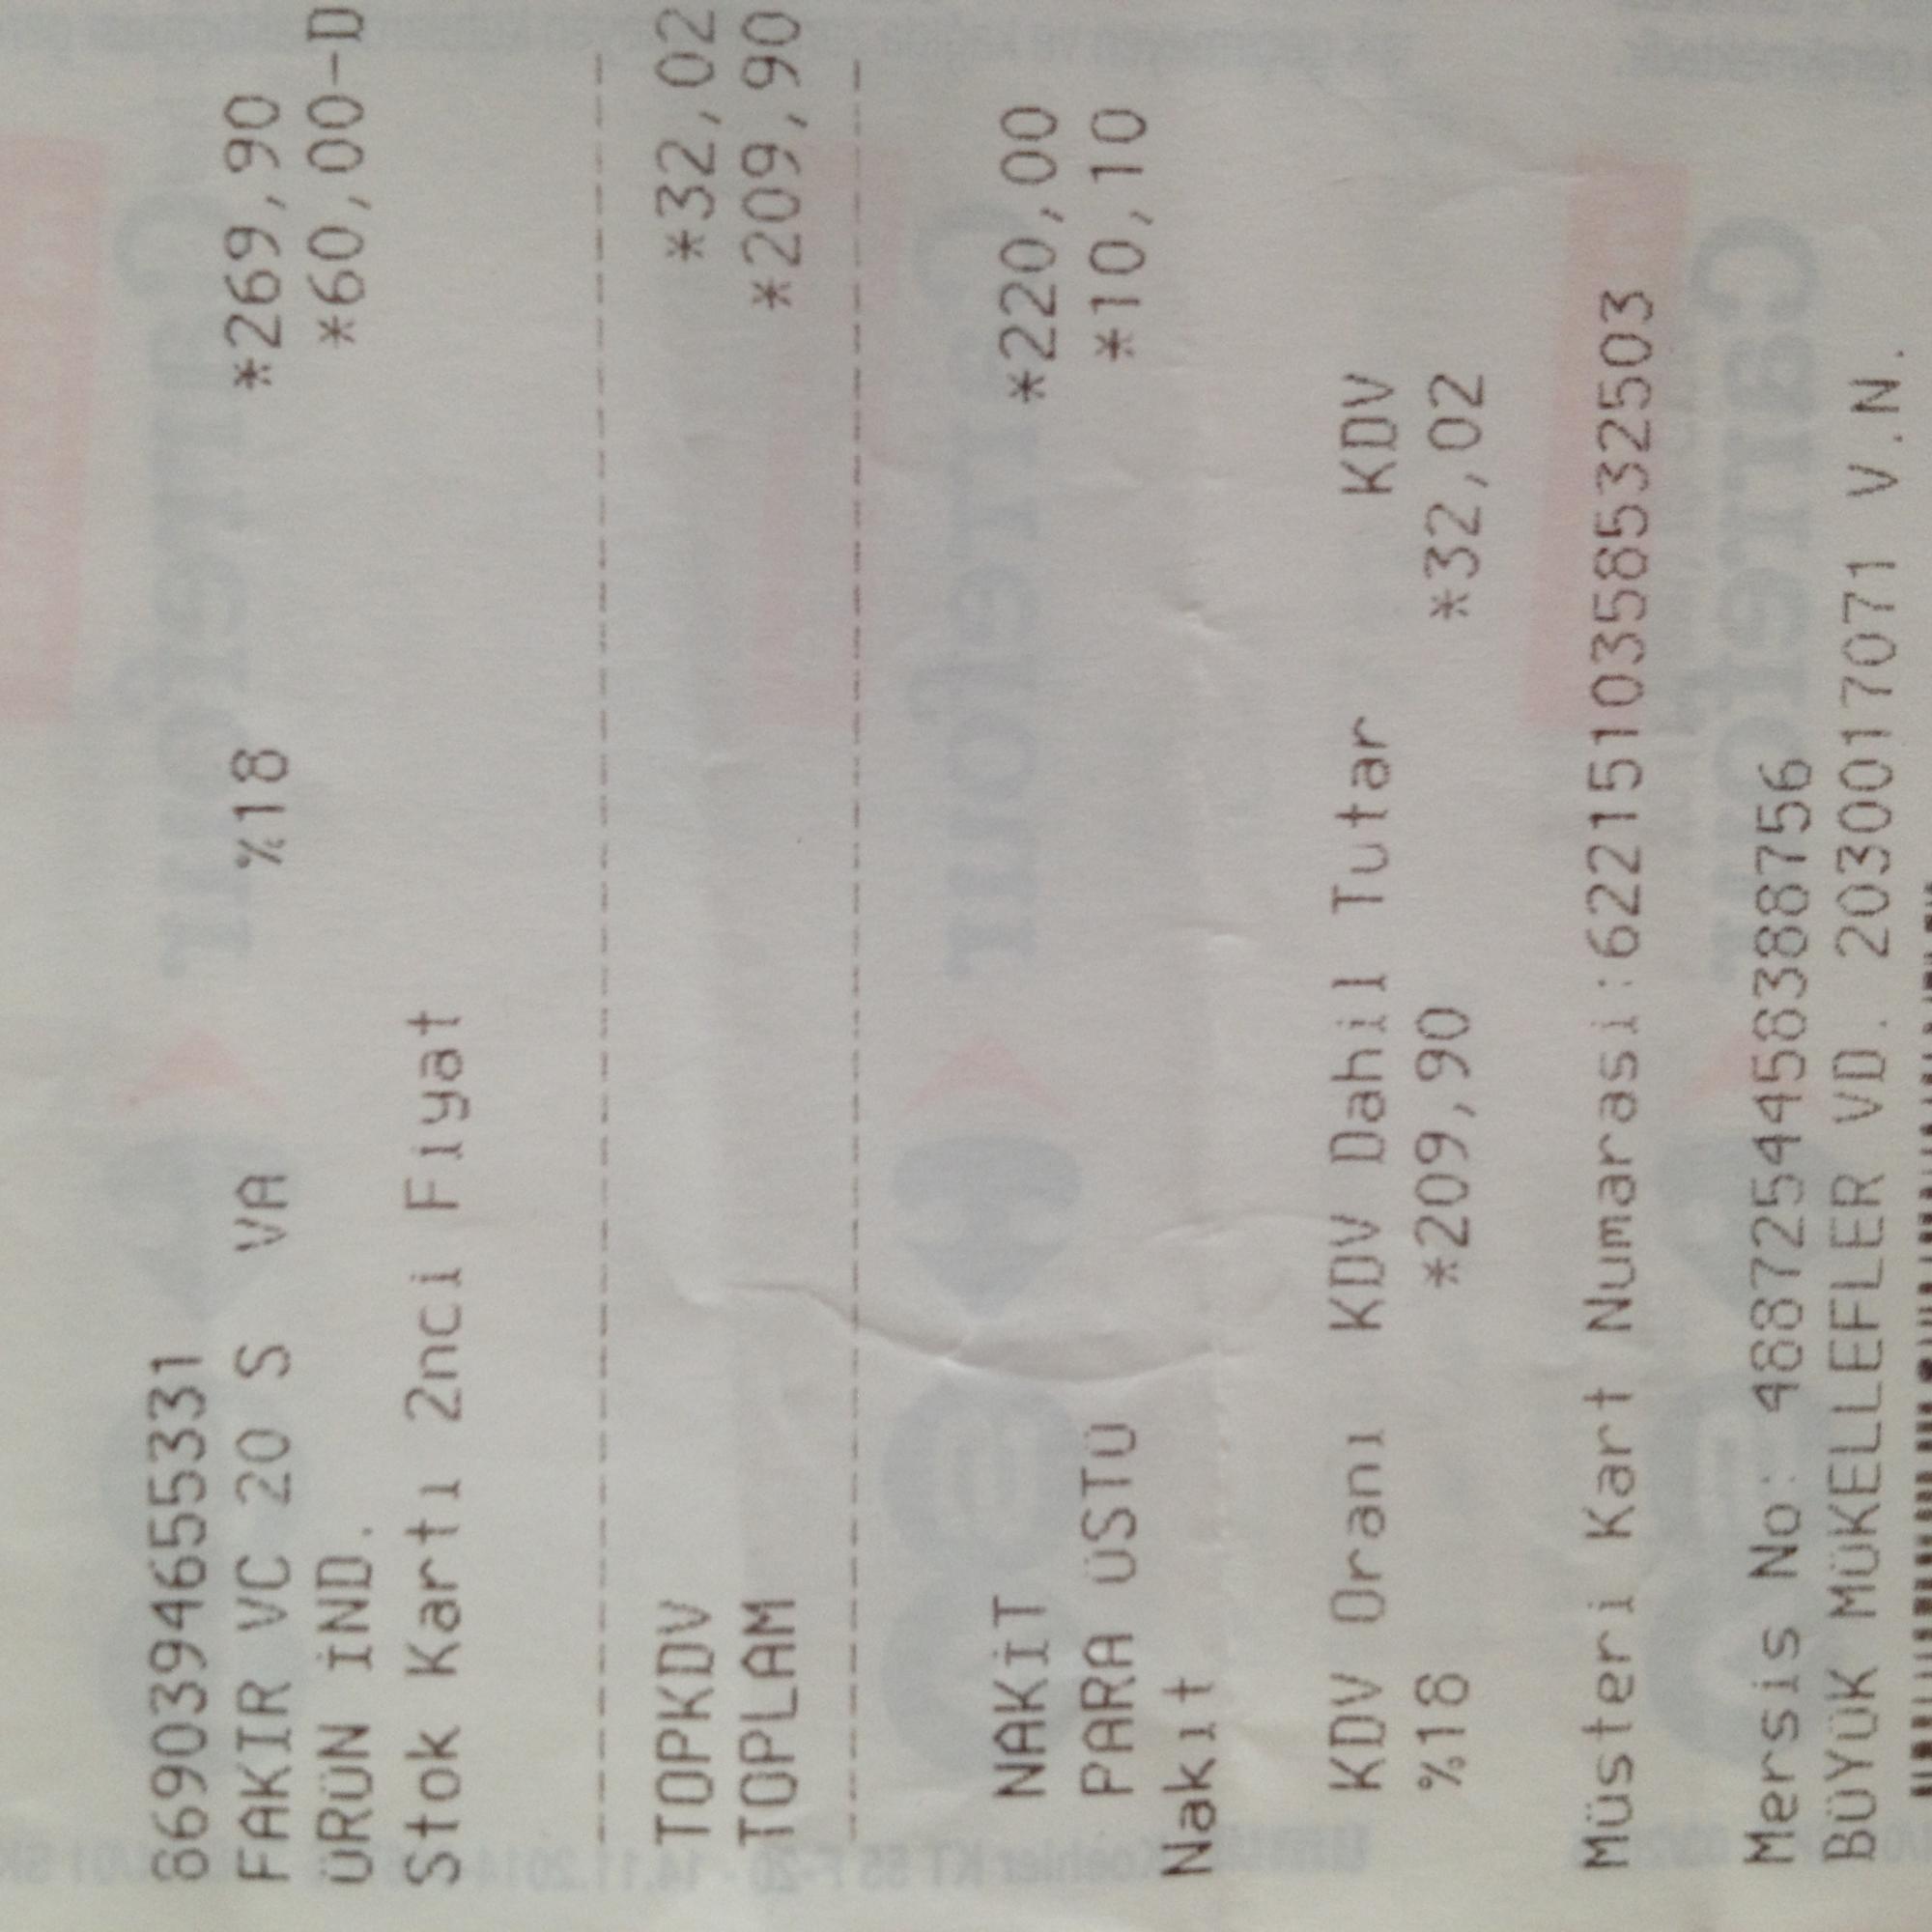 8690394655331
FAKIR VC 20 S VA %18 *269,90
ÜRÜN İND. *60,00-D
Stok Kartı 2nci Fiyat
TOPKDV *32,02
TOPLAM *209,90
NAKİT *220,00
PARA ÜSTÜ *10,10
Nakit
KDV Oranı KDV Dahil Tutar KDV
%18 *209,90 *32,02
Müsteri Kart Numarasi:6221510358532503
Mersis No: 4887254458388756
BÜYÜK MÜKELLEFLER VD. 2030017071 V.N.